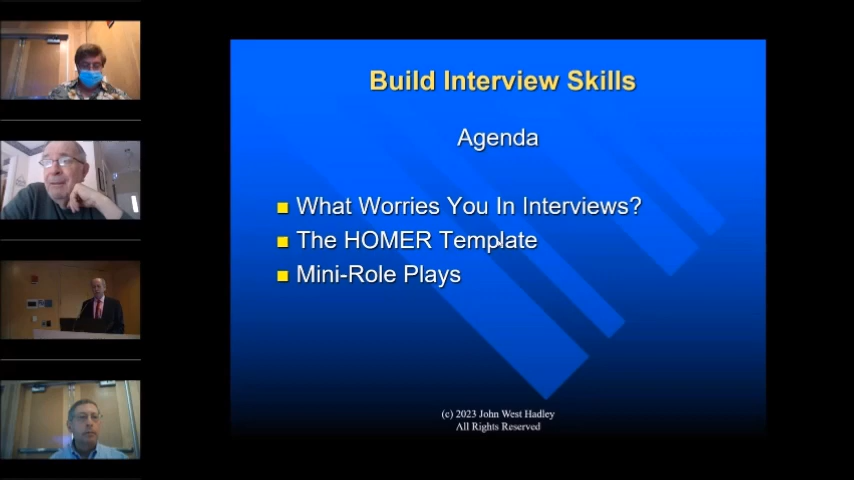 Build Interview Skills
Agenda
What Worries You In Interviews?
The HOMER Template
Mini-Role Plays
(c) 2023 John West Hadley
All Rights Reserved